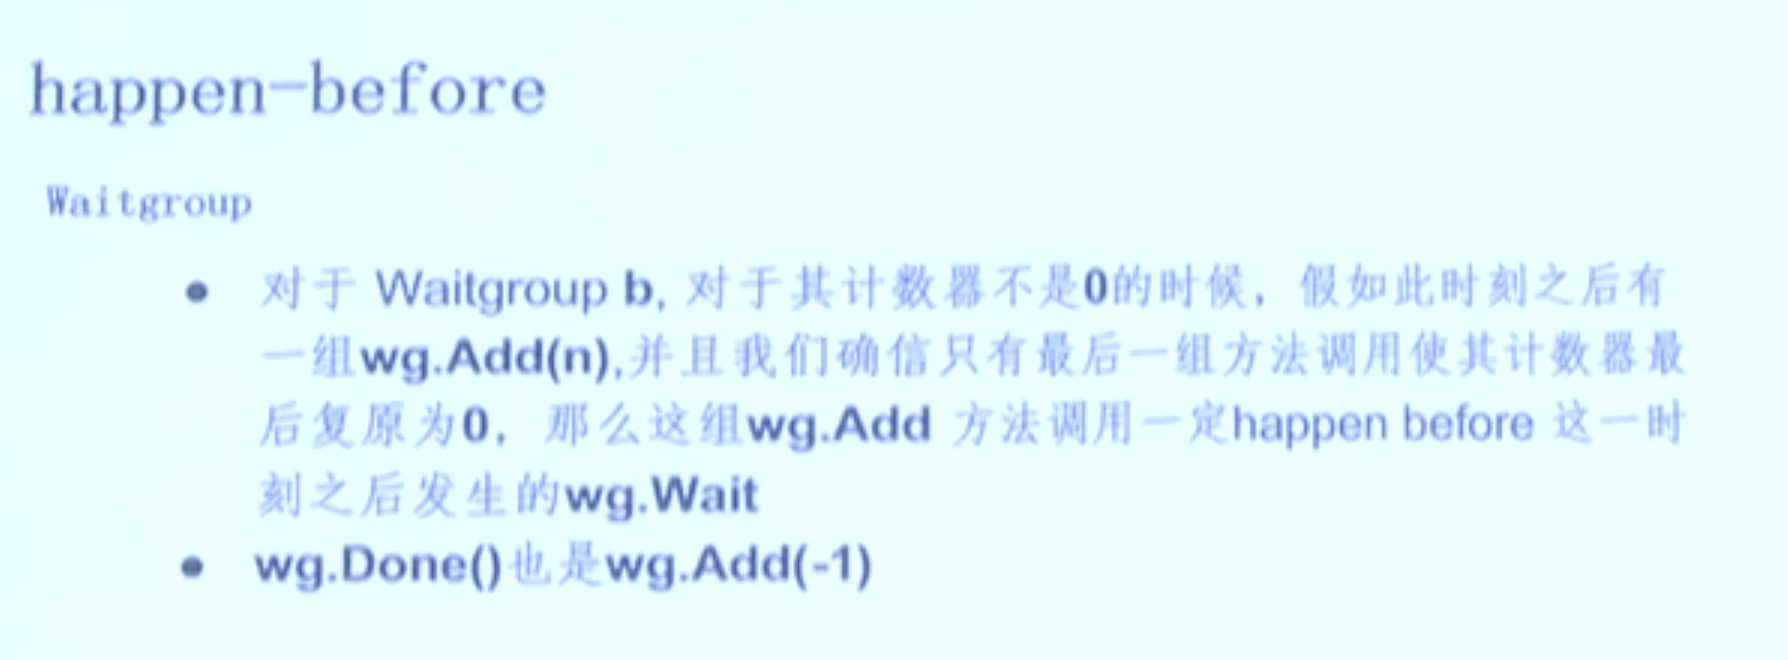 happen-before
Waitgroup
● 对于 Waitgroup b, 对于其计数器不是0的时候，假如此时刻之后有
一组wg.Add(n),并且我们确信只有最后一组方法调用使其计数器最
后复原为0，那么这组wg.Add 方法调用一定happen before 这一时
刻之后发生的wg.Wait
● wg.Done()也是wg.Add(-1)